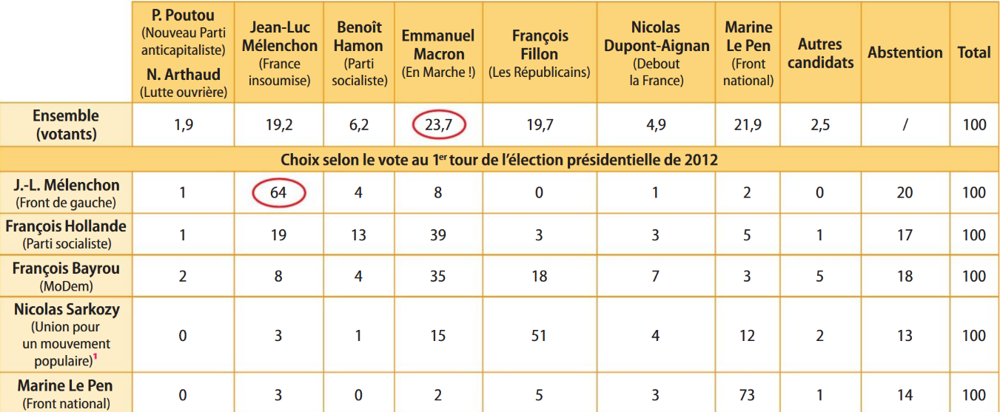 P. Poutou
(Nouveau Parti
anticapitaliste)
N. Arthaud
(Lutte ouvrière)
Jean-Luc
Mélenchon
(France
insoumise)
Benoît
Hamon
(Parti
socialiste)
Emmanuel
Macron
(En Marche !)
François
Fillon
(Les Républicains)
Nicolas
Dupont-Aignan
(Debout
la France)
Marine
Le Pen
(Front
national)
Autres
candidats
Abstention
Total
Ensemble
(votants)
1,9 19,2 6,2 23,7 19,7 4,9 21,9 2,5 / 100
Choix selon le vote au 1er tour de l'élection présidentielle de 2012
J.-L. Mélenchon
(Front de gauche)
1 64 4 8 0 1 2 0 20 100
François Hollande
(Parti socialiste)
1 19 13 39 3 3 5 1 17 100
François Bayrou
(MoDem)
2 8 4 35 18 7 3 5 18 100
Nicolas Sarkozy
(Union pour
un mouvement
populaire)1
0 3 1 15 51 4 12 2 13 100
Marine Le Pen
(Front national)
0 3 0 2 5 3 73 1 14 100